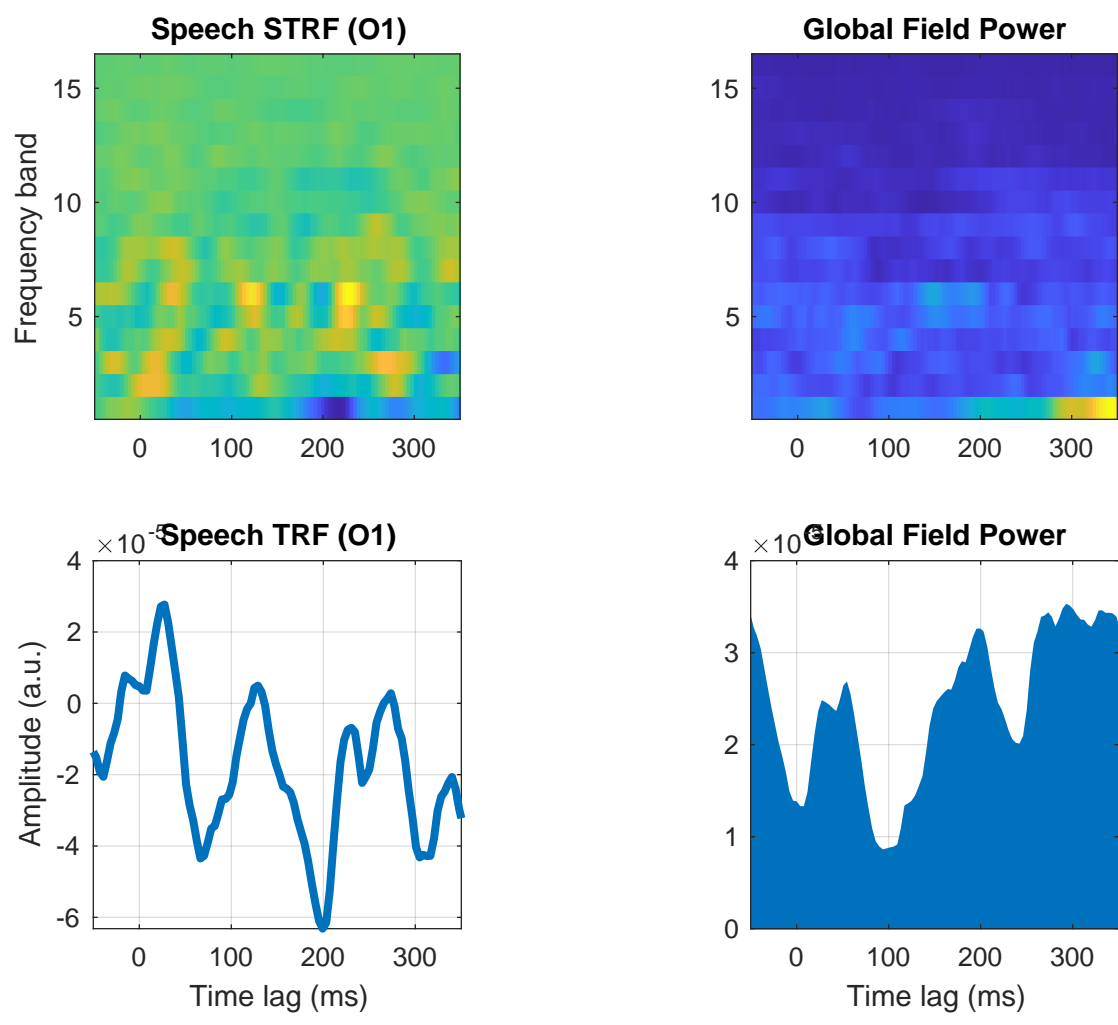 Speech STRF (O1)
Frequency band
15
10
5
0 100 200 300
Global Field Power
15
10
5
0 100 200 300
Speech TRF (O1)
×10-5
Amplitude (a.u.)
4
2
0
-2
-4
-6
0 100 200 300
Time lag (ms)
Global Field Power
×10-5
4
3
2
1
0
0 100 200 300
Time lag (ms)